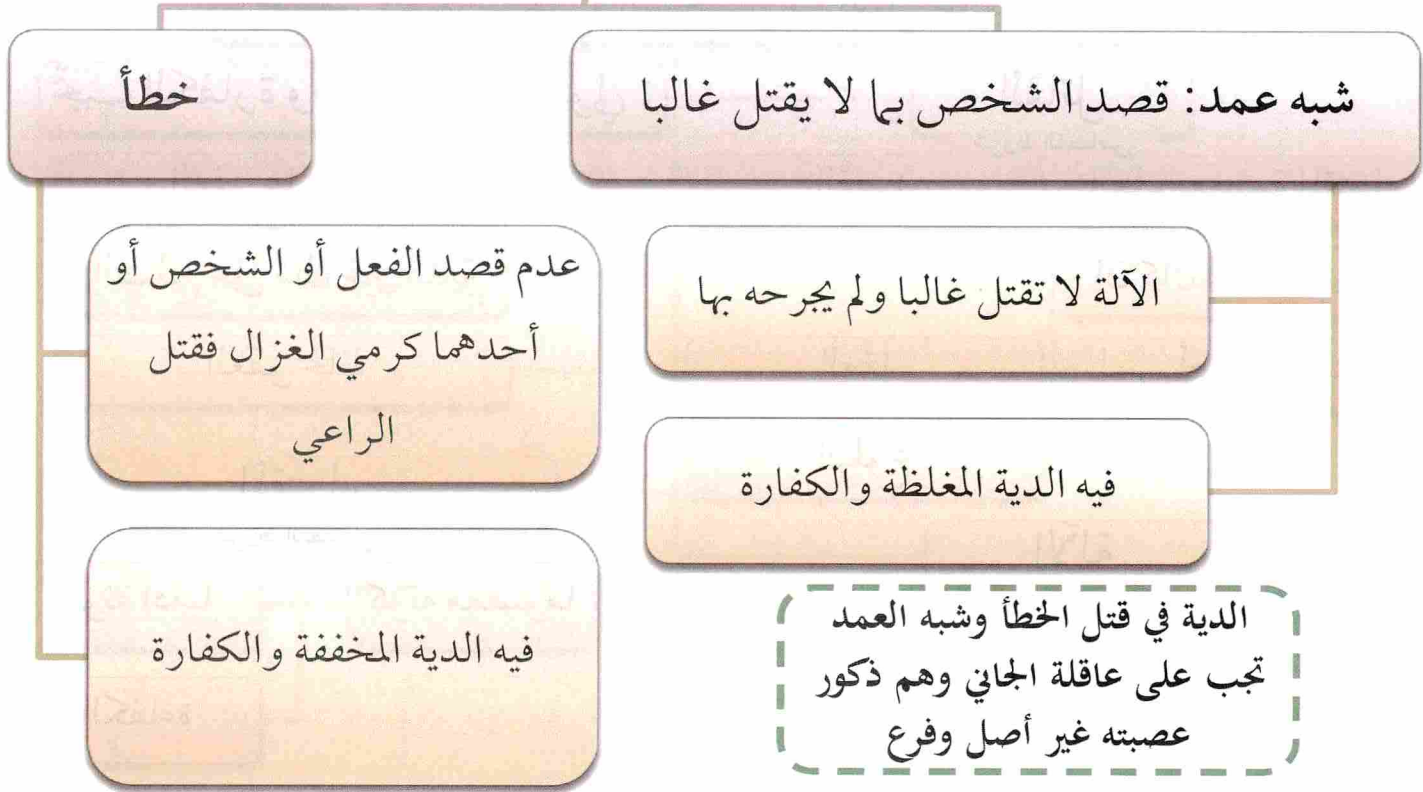 شبه عمد: قصد الشخص بما لا يقتل غالبا
الآلة لا تقتل غالبا ولم يجرحه بها
فيه الدية المغلظة والكفارة
الدية في قتل الخطأ وشبه العمد
تجب على عاقلة الجاني وهم ذكور
عصبته غير أصل وفرع
خطأ
عدم قصد الفعل أو الشخص أو
أحدهما كرمي الغزال فقتل
الراعي
فيه الدية المخففة والكفارة